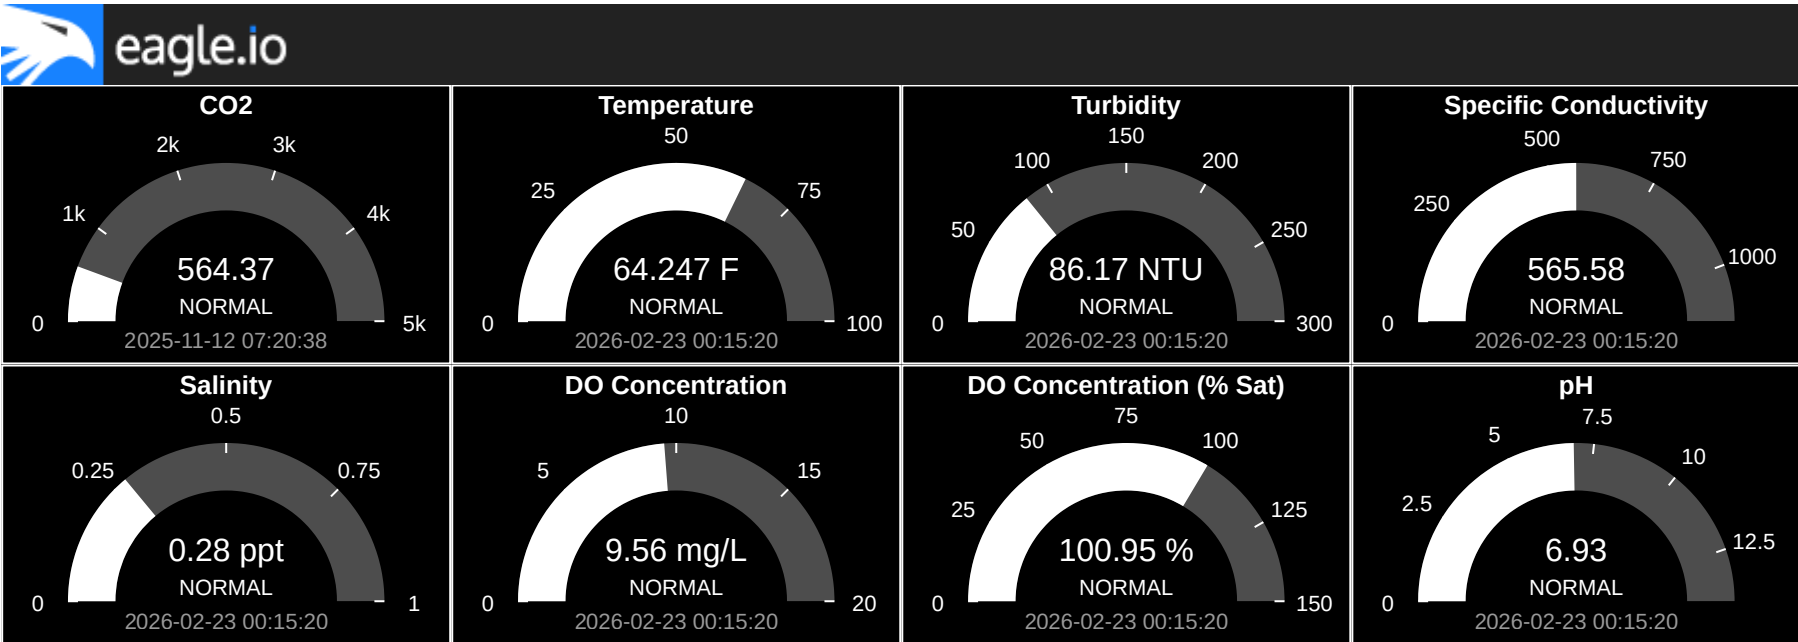 eagle.io
CO2
0
1k
2k
3k
4k
5k
564.37
NORMAL
2025-11-12 07:20:38
Temperature
0
25
50
75
100
64.247 F
NORMAL
2026-02-23 00:15:20
Turbidity
0
50
100
150
200
250
300
86.17 NTU
NORMAL
2026-02-23 00:15:20
Specific Conductivity
0
250
500
750
1000
565.58
NORMAL
2026-02-23 00:15:20
Salinity
0
0.25
0.5
0.75
1
0.28 ppt
NORMAL
2026-02-23 00:15:20
DO Concentration
0
5
10
15
20
9.56 mg/L
NORMAL
2026-02-23 00:15:20
DO Concentration (% Sat)
0
25
50
75
100
125
150
100.95 %
NORMAL
2026-02-23 00:15:20
pH
0
2.5
5
7.5
10
12.5
6.93
NORMAL
2026-02-23 00:15:20